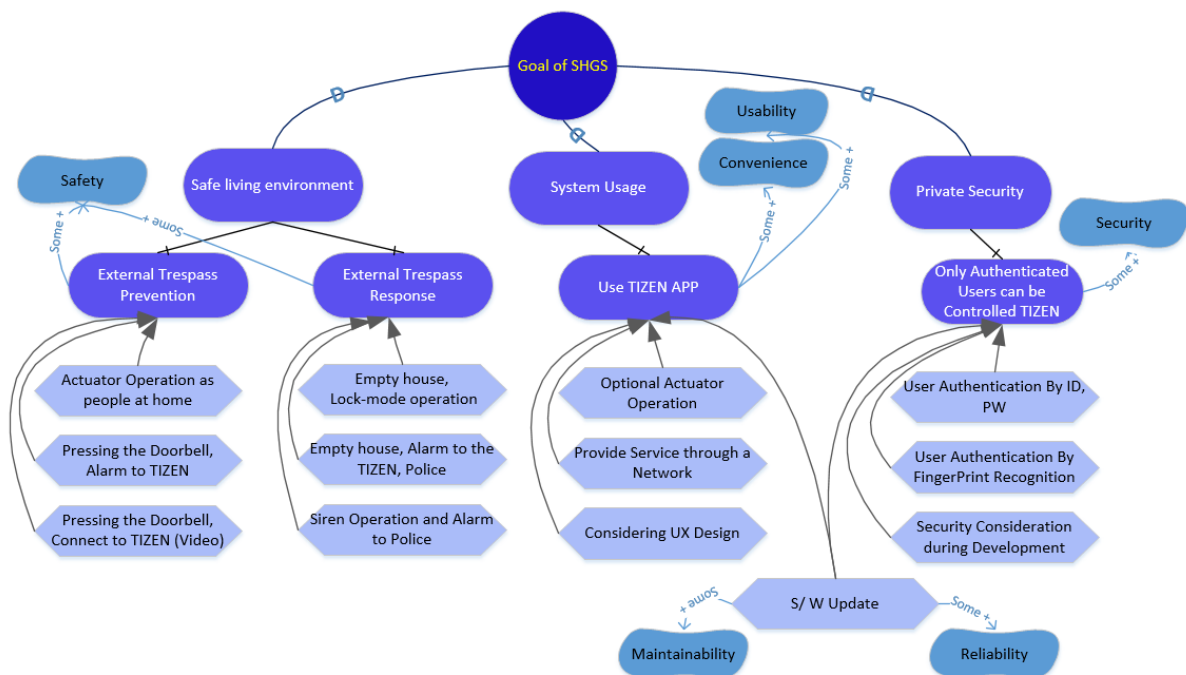 Goal of SHGS
D
D
D
Usability
Convenience
Safety
Safe living environment
System Usage
Private Security
Security
Some +
Some +
Some +
Some +
Some +
External Trespass
Prevention
External Trespass
Response
Use TIZEN APP
Only Authenticated
Users can be
Controlled TIZEN
Actuator Operation as
people at home
Empty house,
Lock-mode operation
Optional Actuator
Operation
User Authentication By ID,
PW
Pressing the Doorbell,
Alarm to TIZEN
Empty house, Alarm to the
TIZEN, Police
Provide Service through a
Network
User Authentication By
FingerPrint Recognition
Pressing the Doorbell,
Connect to TIZEN (Video)
Siren Operation and Alarm
to Police
Considering UX Design
Security Consideration
during Development
S/ W Update
Some +
Some +
Maintainability
Reliability